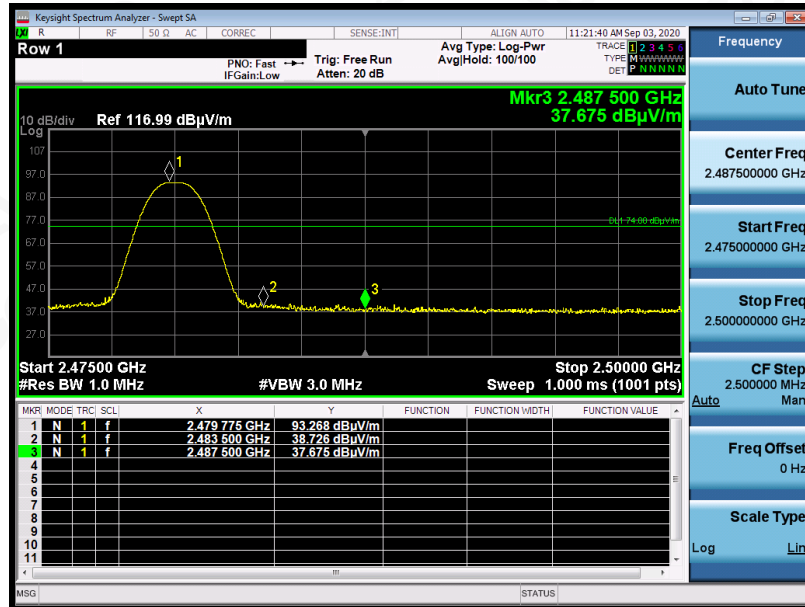 Keysight Spectrum Analyzer - Swept SA
LXI R RF 50 Ω AC CORREC SENSE:INT ALIGN AUTO 11:21:40 AM Sep 03, 2020
Row 1
PNO: Fast
IFGain:Low
Trig: Free Run
Atten: 20 dB
Avg Type: Log-Pwr
Avg|Hold: 100/100
TRACE 1 2 3 4 5 6
TYPE M WWWWW
DET P N N N N N
Mkr3 2.487 500 GHz
37.675 dBµV/m
10 dB/div Ref 116.99 dBµV/m
Log
107
97.0
87.0
77.0
67.0
57.0
47.0
37.0
27.0
1
2
3
DL1 74.00 dBµV/m
Start 2.47500 GHz Stop 2.50000 GHz
#Res BW 1.0 MHz #VBW 3.0 MHz Sweep 1.000 ms (1001 pts)
MKR MODE TRC SCL X Y FUNCTION FUNCTION WIDTH FUNCTION VALUE
1 N 1 f 2.479 775 GHz 93.268 dBµV/m
2 N 1 f 2.483 500 GHz 38.726 dBµV/m
3 N 1 f 2.487 500 GHz 37.675 dBµV/m
4
5
6
7
8
9
10
11
MSG STATUS
Frequency
Auto Tune
Center Freq
2.487500000 GHz
Start Freq
2.475000000 GHz
Stop Freq
2.500000000 GHz
CF Step
2.500000 MHz
Auto Man
Freq Offset
0 Hz
Scale Type
Log Lin